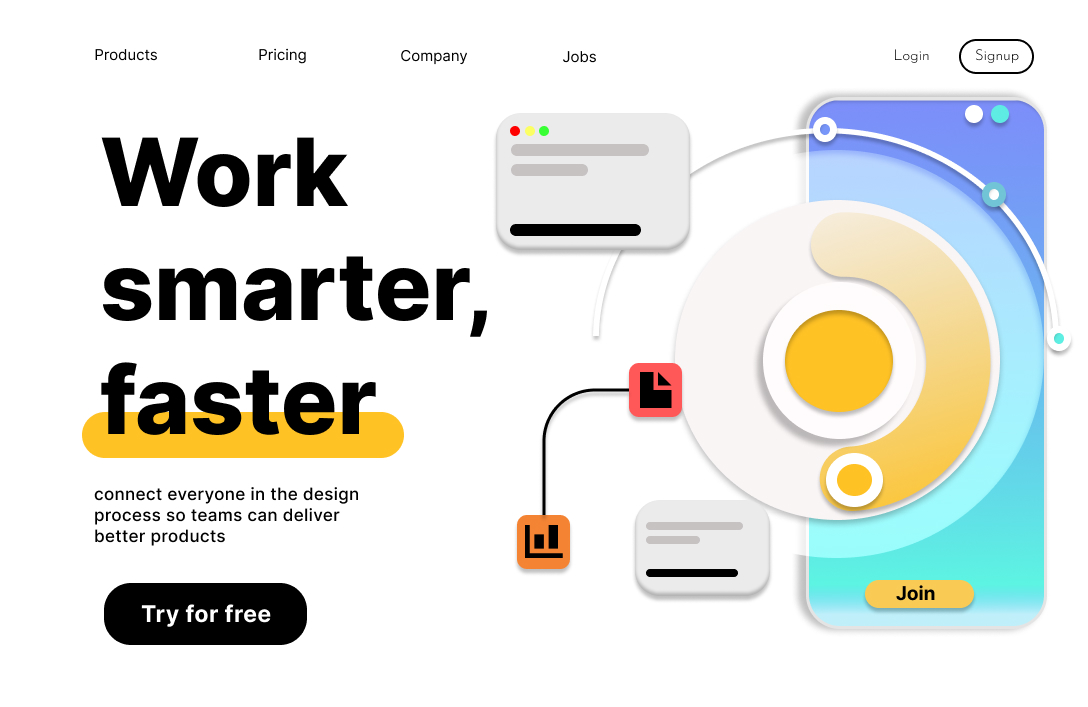 Products
Pricing
Company
Jobs
Login
Signup
Work
smarter,
faster
connect everyone in the design
process so teams can deliver
better products
Try for free
Join